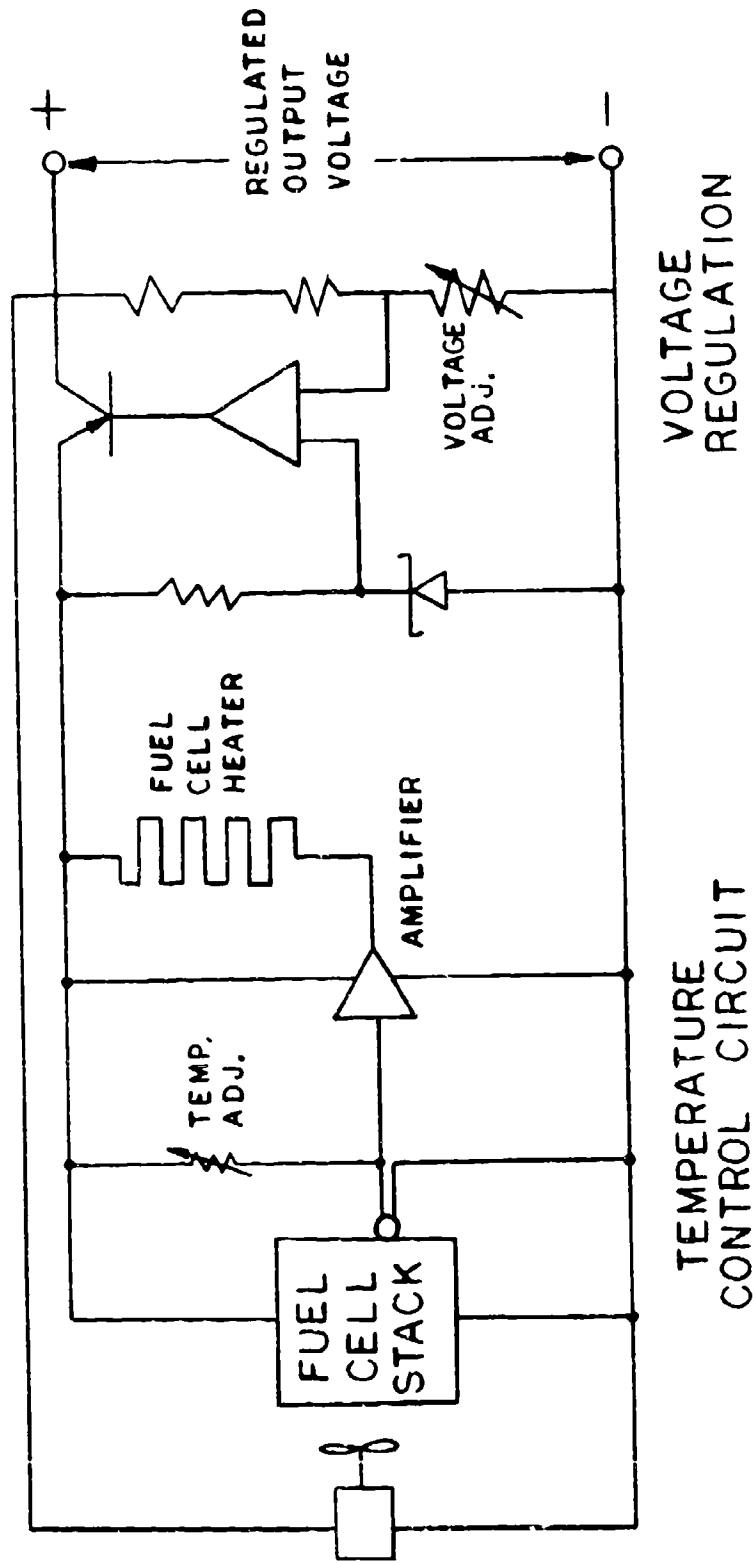 FUEL
CELL
STACK
TEMP.
ADJ.
AMPLIFIER
FUEL
CELL
HEATER
VOLTAGE
ADJ.
+
REGULATED
OUTPUT
VOLTAGE
−
TEMPERATURE
CONTROL CIRCUIT
VOLTAGE
REGULATION